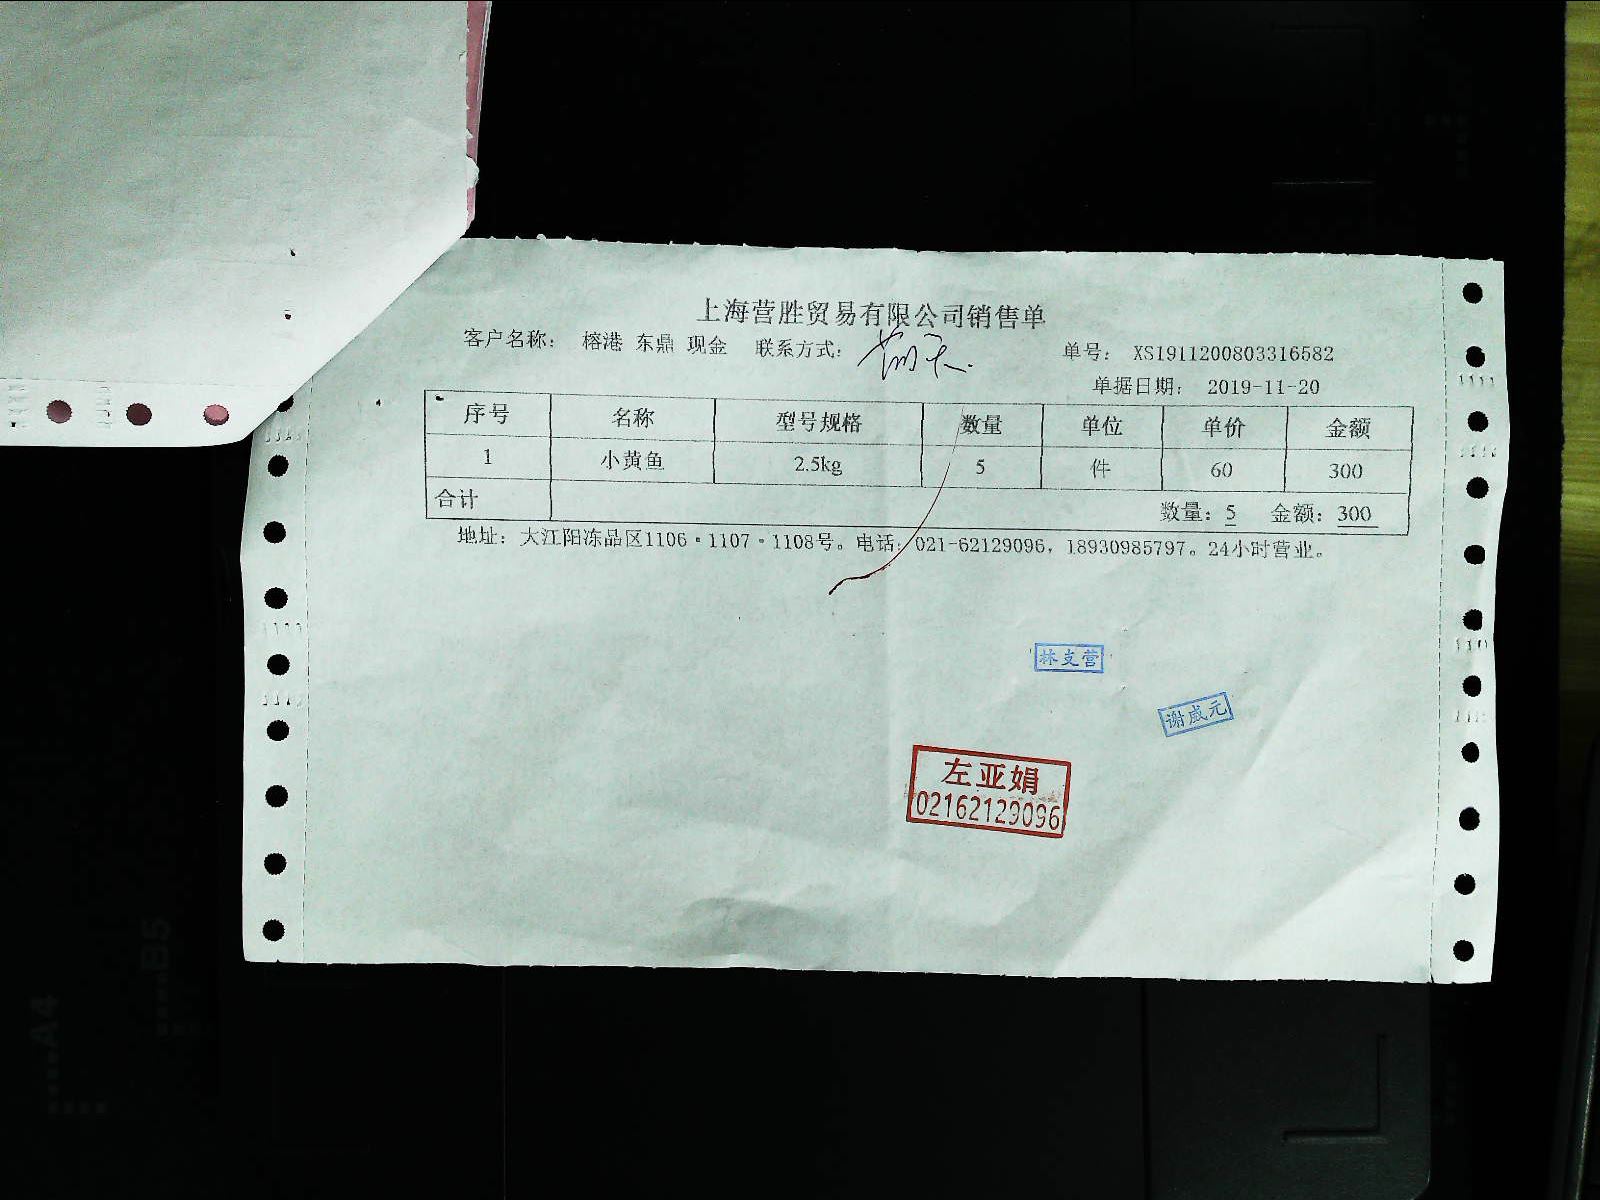 上海营胜贸易有限公司销售单
客户名称： 榕港 东鼎 现金 联系方式： 单号： XS1911200803316582
单据日期： 2019-11-20
序号 名称 型号规格 数量 单位 单价 金额
1 小黄鱼 2.5kg 5 件 60 300
合计 数量：5 金额：300
地址：大江阳冻品区1106·1107·1108号。电话：021-62129096，18930985797。24小时营业。
林支营
谢威元
左亚娟
02162129096
B5
A4